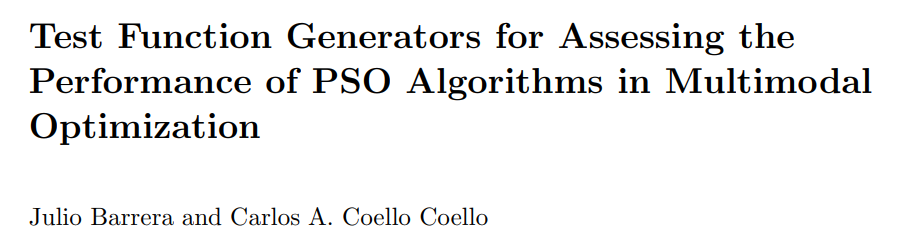 Test Function Generators for Assessing the
Performance of PSO Algorithms in Multimodal
Optimization
Julio Barrera and Carlos A. Coello Coello